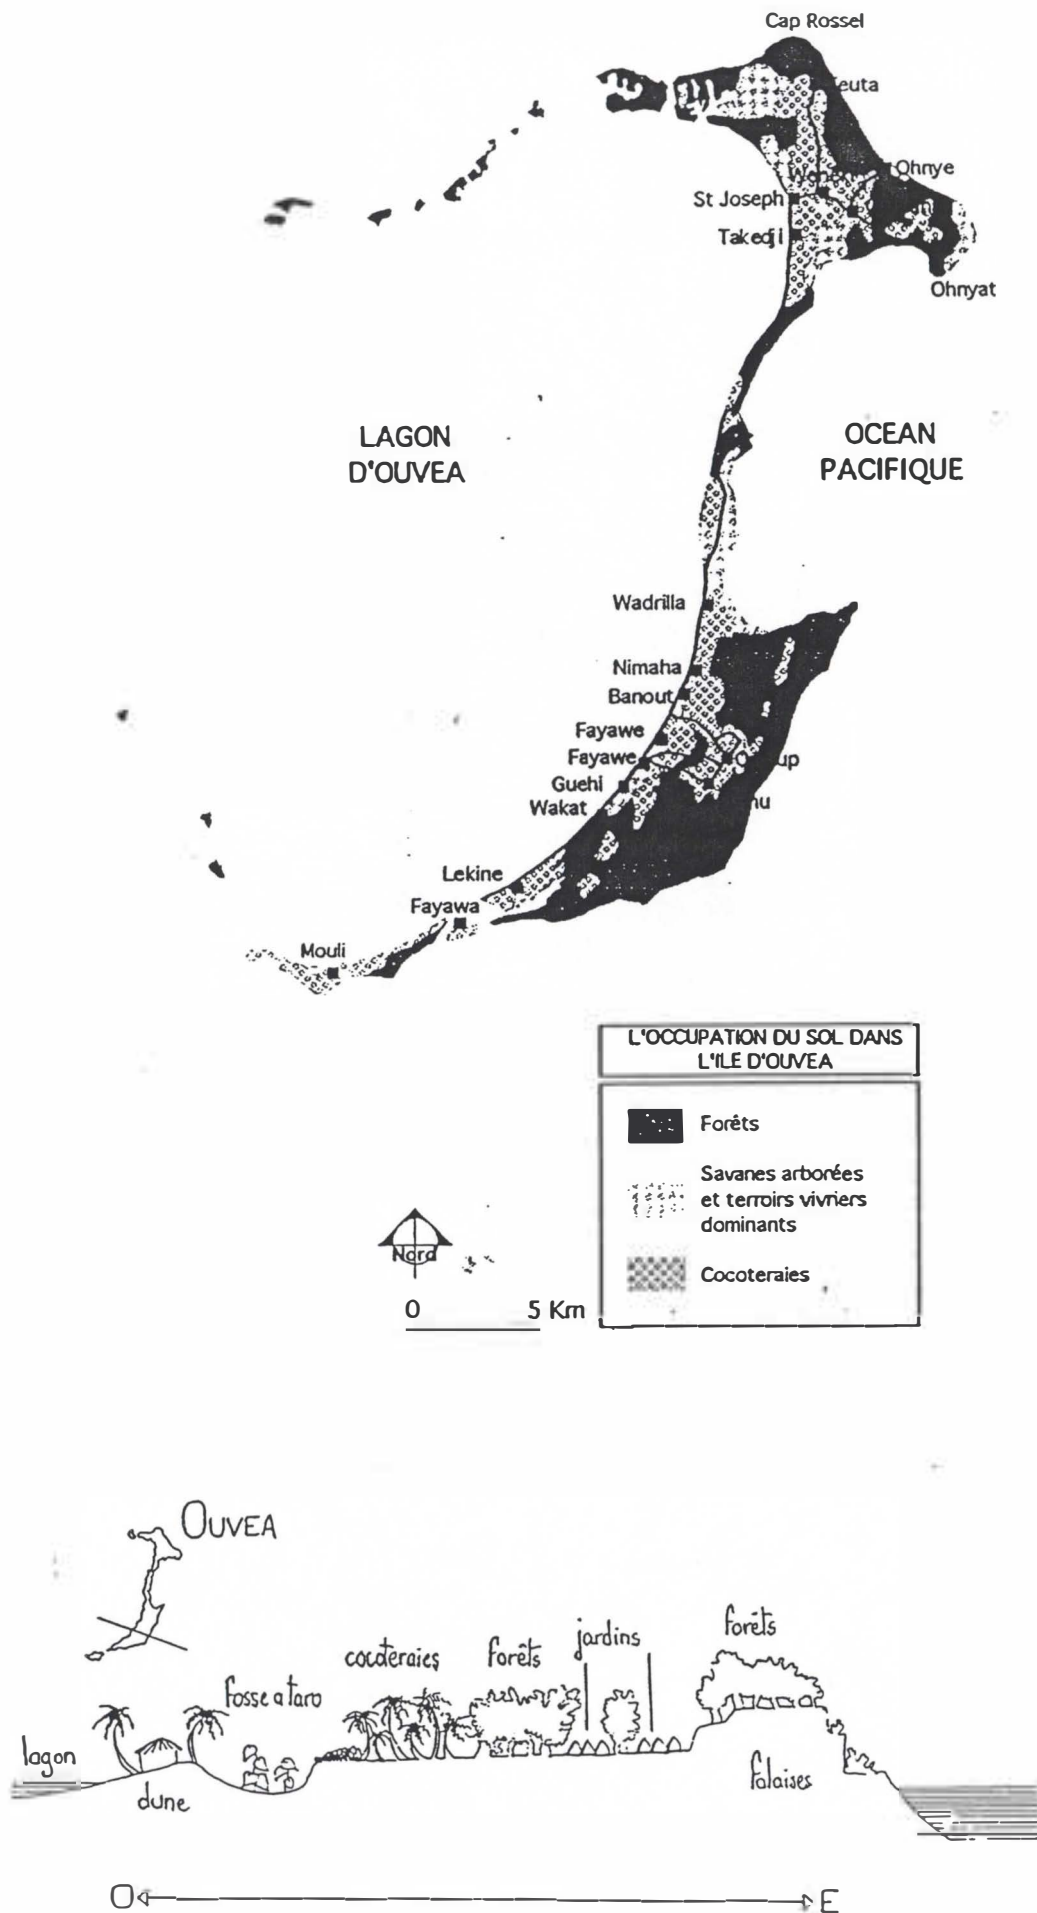 Cap Rossel
Ohnye
St Joseph
Takedji
Ohnyat
LAGON
D'OUVEA
OCEAN
PACIFIQUE
Wadrilla
Nimaha
Banout
Fayawe
Fayawe
Guehi
Wakat
Lekine
Fayawa
Mouli
L'OCCUPATION DU SOL DANS
L'ILE D'OUVEA
Forêts
Savanes arborées
et terroirs vivriers
dominants
Cocoteraies
Nord
0 5 Km
OUVEA
lagon
dune
fosse a taro
cocoteraies
forêts
jardins
forêts
falaises
O E